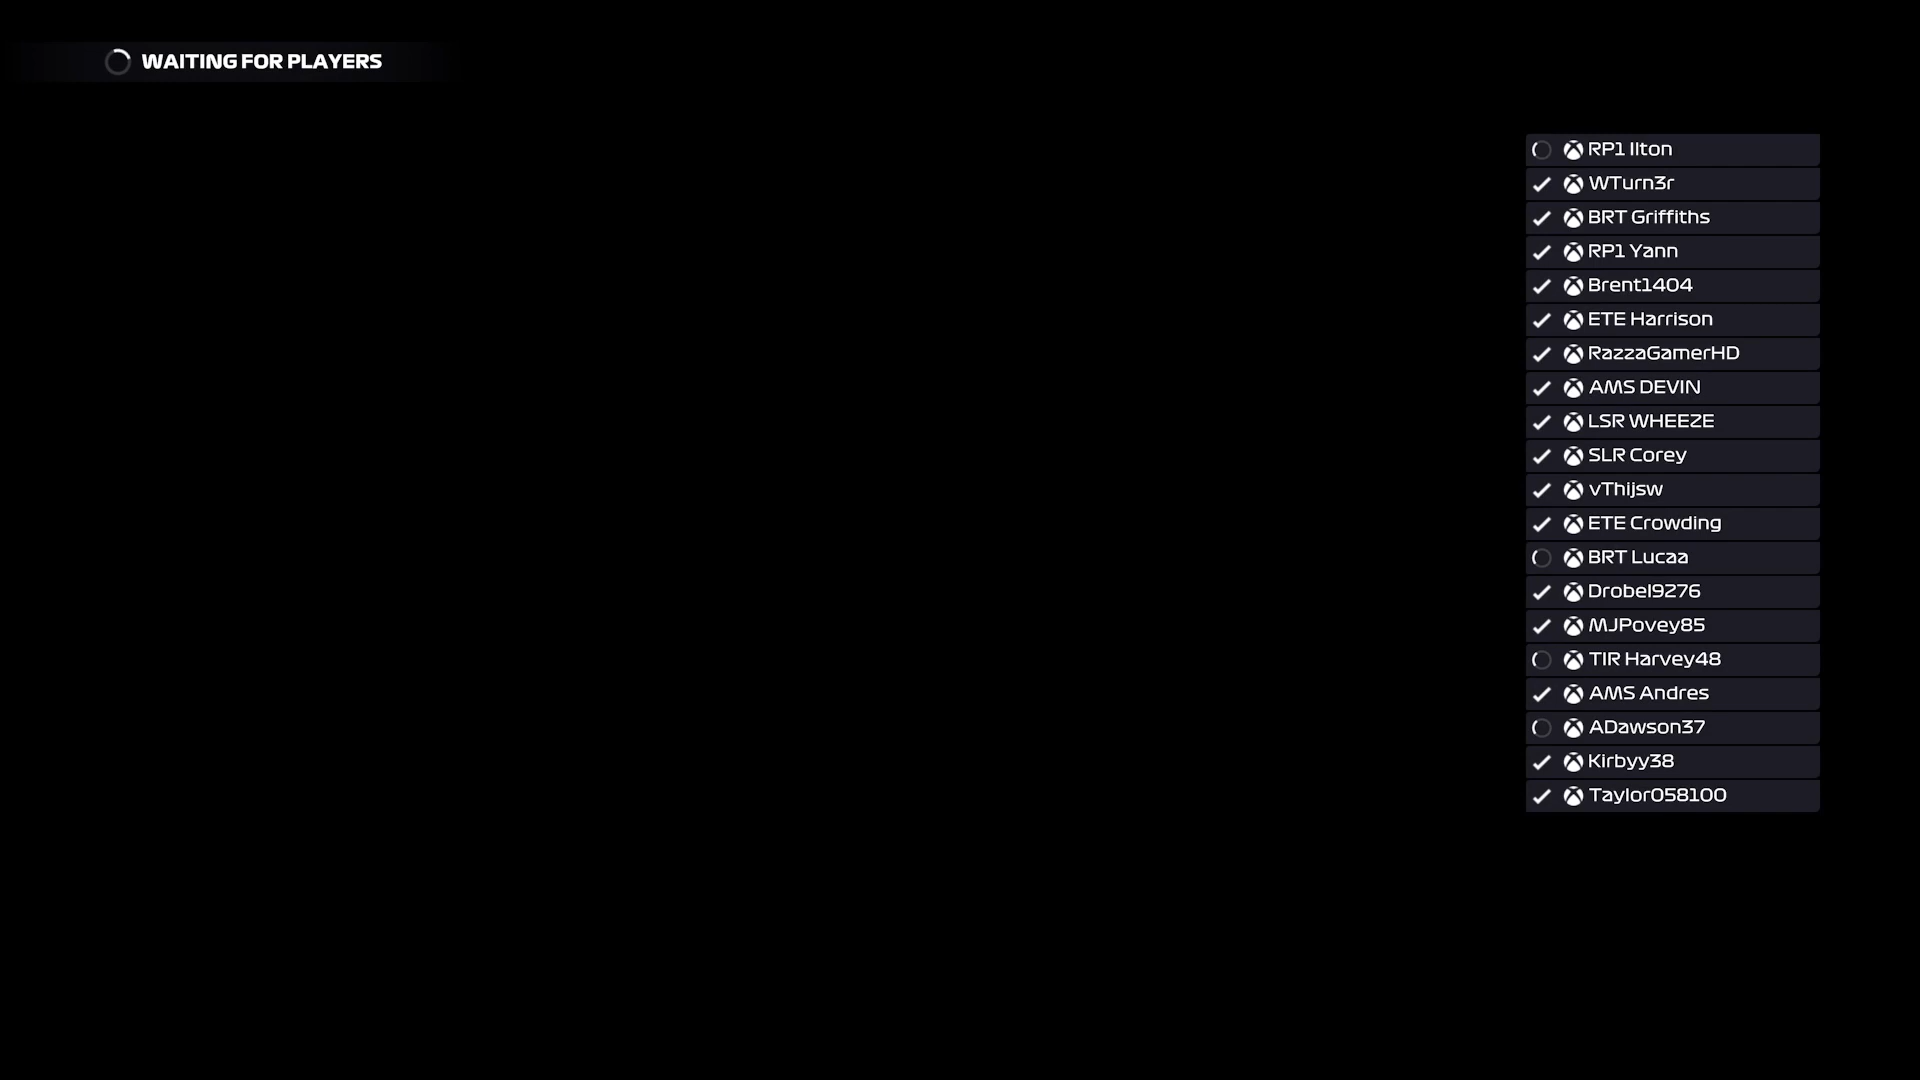 WAITING FOR PLAYERS
RP1 Ilton
WTurn3r
BRT Griffiths
RP1 Yann
Brent1404
ETE Harrison
RazzaGamerHD
AMS DEVIN
LSR WHEEZE
SLR Corey
vThijsw
ETE Crowding
BRT Lucaa
Drobel9276
MJPovey85
TIR Harvey48
AMS Andres
ADawson37
Kirbyy38
Taylor058100